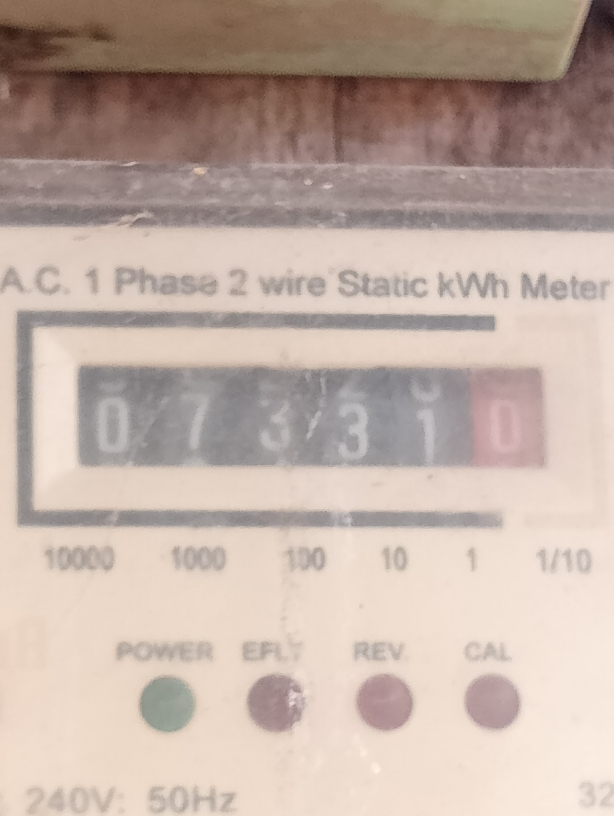 A.C. 1 Phase 2 wire Static kWh Meter
0 7 3 3 1 0
10000 1000 100 10 1 1/10
POWER EFLT REV. CAL
240V: 50Hz 32